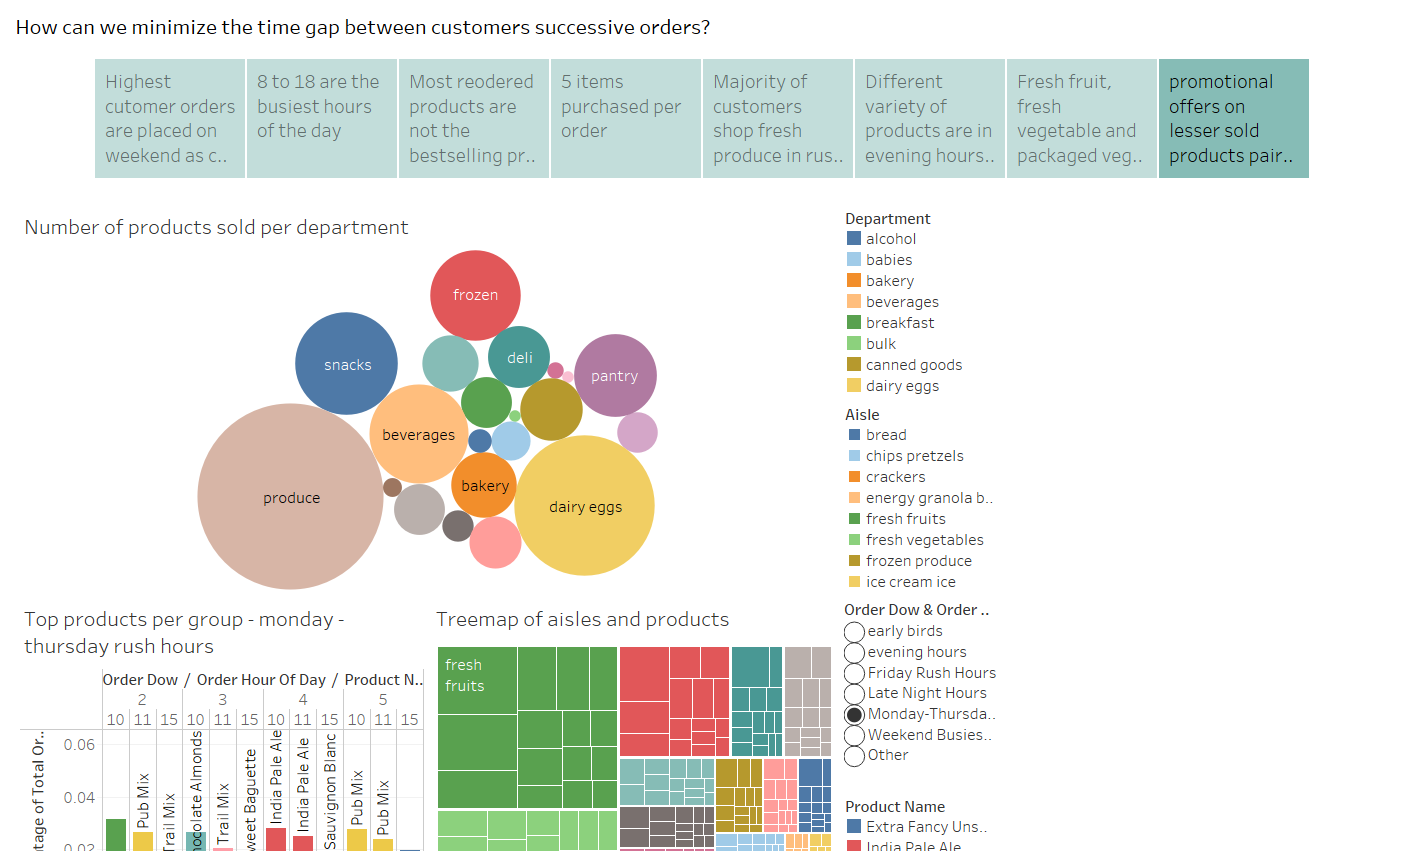 How can we minimize the time gap between customers successive orders?
Highest
cutomer orders
are placed on
weekend as c..
8 to 18 are the
busiest hours
of the day
Most reodered
products are
not the
bestselling pr..
5 items
purchased per
order
Majority of
customers
shop fresh
produce in rus..
Different
variety of
products are in
evening hours..
Fresh fruit,
fresh
vegetable and
packaged veg..
promotional
offers on
lesser sold
products pair..
Number of products sold per department
frozen
snacks
deli
pantry
beverages
produce
bakery
dairy eggs
Department
alcohol
babies
bakery
beverages
breakfast
bulk
canned goods
dairy eggs
Aisle
bread
chips pretzels
crackers
energy granola b..
fresh fruits
fresh vegetables
frozen produce
ice cream ice
Order Dow & Order ..
early birds
evening hours
Friday Rush Hours
Late Night Hours
Monday-Thursda..
Weekend Busies..
Other
Product Name
Extra Fancy Uns..
India Pale Ale
Top products per group - monday -
thursday rush hours
Order Dow / Order Hour Of Day / Product N..
2 3 4 5
10 11 15 10 11 15 10 11 15 10 11 15
0.06
0.04
0.02
tage of Total Or..
Pub Mix
Trail Mix
hocolate Almonds
Trail Mix
weet Baguette
India Pale Ale
India Pale Ale
Sauvignon Blanc
Pub Mix
Pub Mix
Treemap of aisles and products
fresh
fruits